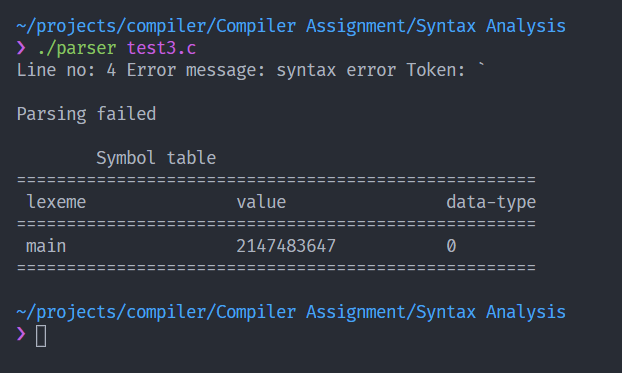 ~/projects/compiler/Compiler Assignment/Syntax Analysis
❯ ./parser test3.c
Line no: 4 Error message: syntax error Token: `
Parsing failed
Symbol table
====================================================
lexeme value data-type
====================================================
main 2147483647 0
====================================================
~/projects/compiler/Compiler Assignment/Syntax Analysis
❯